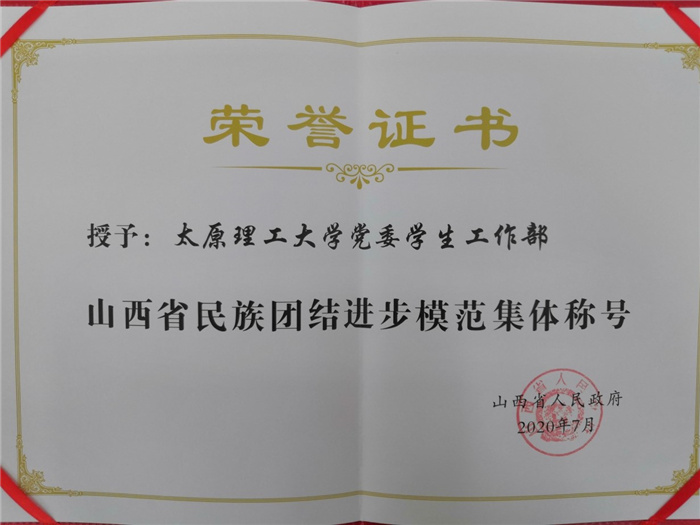 荣誉证书
授予：太原理工大学党委学生工作部
山西省民族团结进步模范集体称号
山西省人民政府
2020年7月